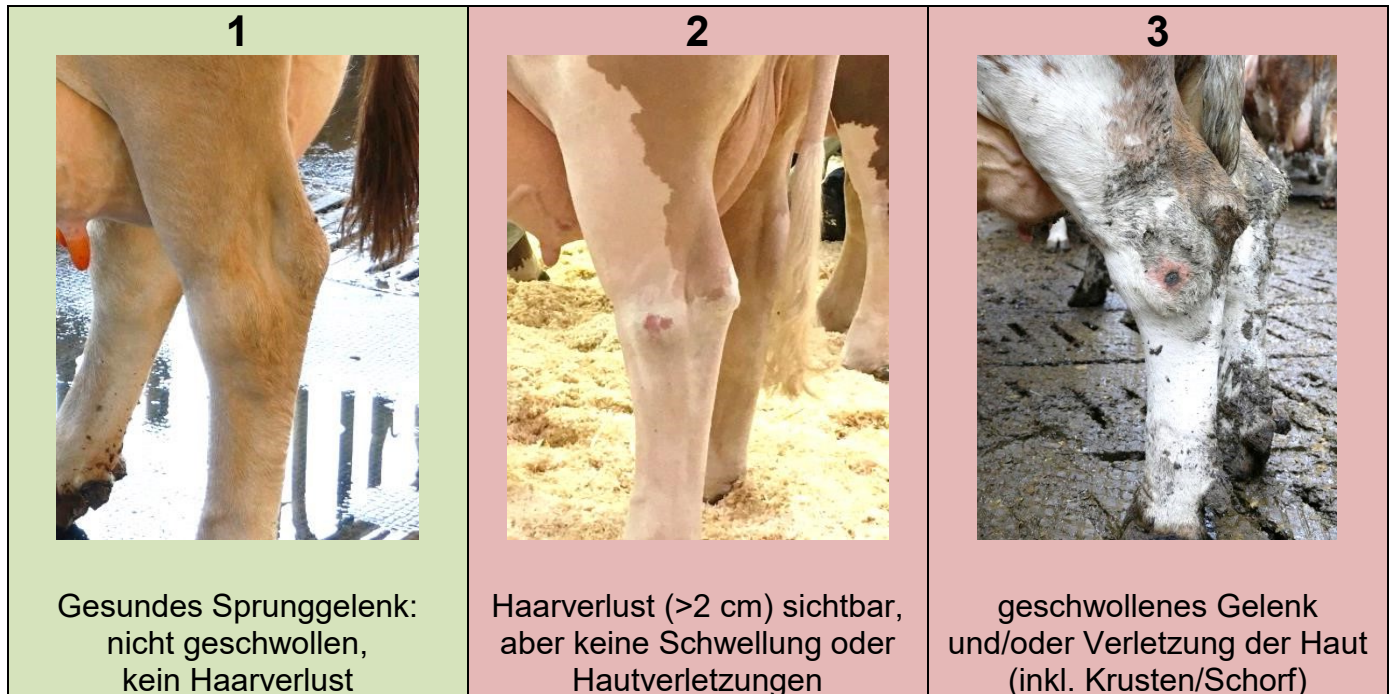 1
Gesundes Sprunggelenk:
nicht geschwollen,
kein Haarverlust
2
Haarverlust (>2 cm) sichtbar,
aber keine Schwellung oder
Hautverletzungen
3
geschwollenes Gelenk
und/oder Verletzung der Haut
(inkl. Krusten/Schorf)